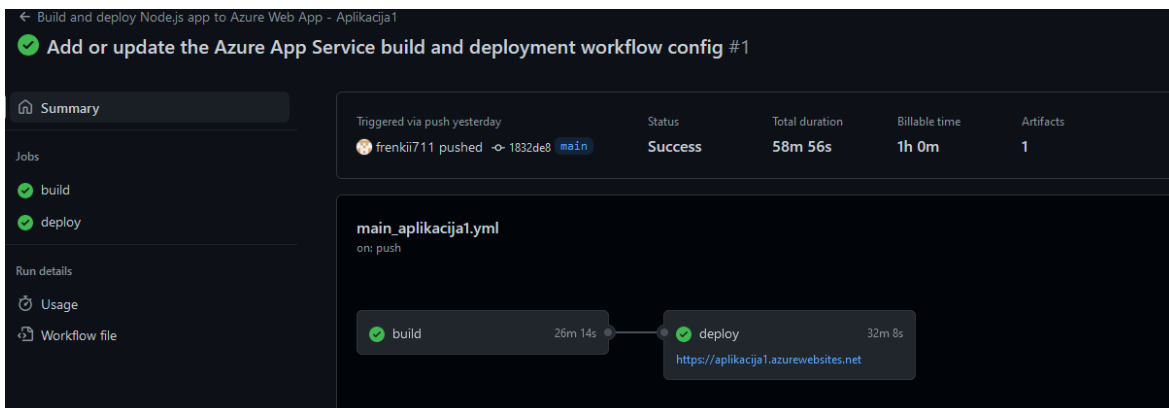 ← Build and deploy Node.js app to Azure Web App - Aplikacija1
Add or update the Azure App Service build and deployment workflow config #1
Summary
Jobs
build
deploy
Run details
Usage
Workflow file
Triggered via push yesterday
frenkii711 pushed 1832de8 main
Status
Success
Total duration
58m 56s
Billable time
1h 0m
Artifacts
1
main_aplikacija1.yml
on: push
build 26m 14s
deploy 32m 8s
https://aplikacija1.azurewebsites.net